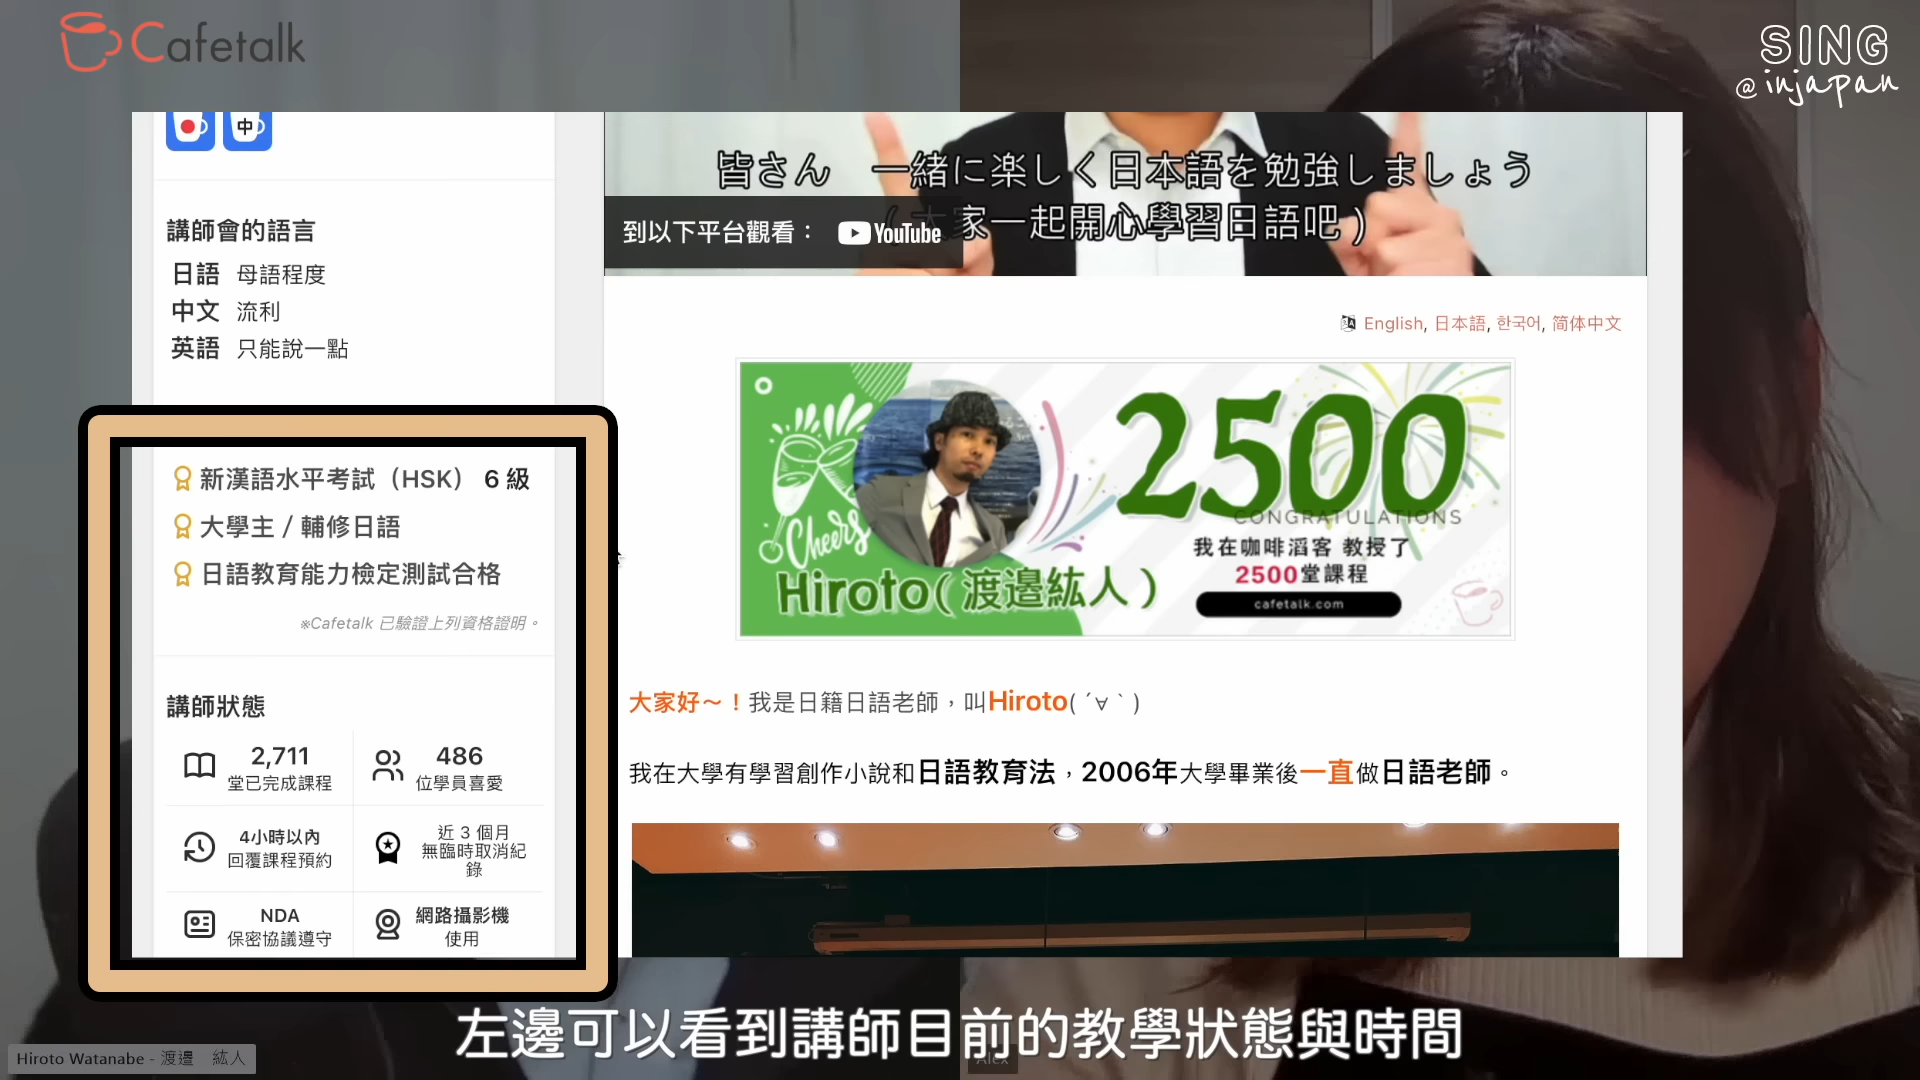 Cafetalk
SING
@injapan
中
講師會的語言
日語 母語程度
中文 流利
英語 只能說一點
新漢語水平考試（HSK） 6 級
大學主 / 輔修日語
日語教育能力檢定測試合格
※Cafetalk 已驗證上列資格證明。
講師狀態
2,711
堂已完成課程
486
位學員喜愛
4小時以內
回覆課程預約
近 3 個月
無臨時取消紀
錄
NDA
保密協議遵守
網路攝影機
使用
皆さん 一緒に楽しく日本語を勉強しましょう
(大家一起開心學習日語吧)
到以下平台觀看： YouTube
English, 日本語, 한국어, 简体中文
Cheers
2500
CONGRATULATIONS
我在咖啡滔客 教授了
2500堂課程
cafetalk.com
Hiroto(渡邉紘人)
大家好～！我是日籍日語老師，叫Hiroto( ´∀｀)
我在大學有學習創作小說和日語教育法，2006年大學畢業後一直做日語老師。
左邊可以看到講師目前的教學狀態與時間
Hiroto Watanabe - 渡邉 紘人
Alex